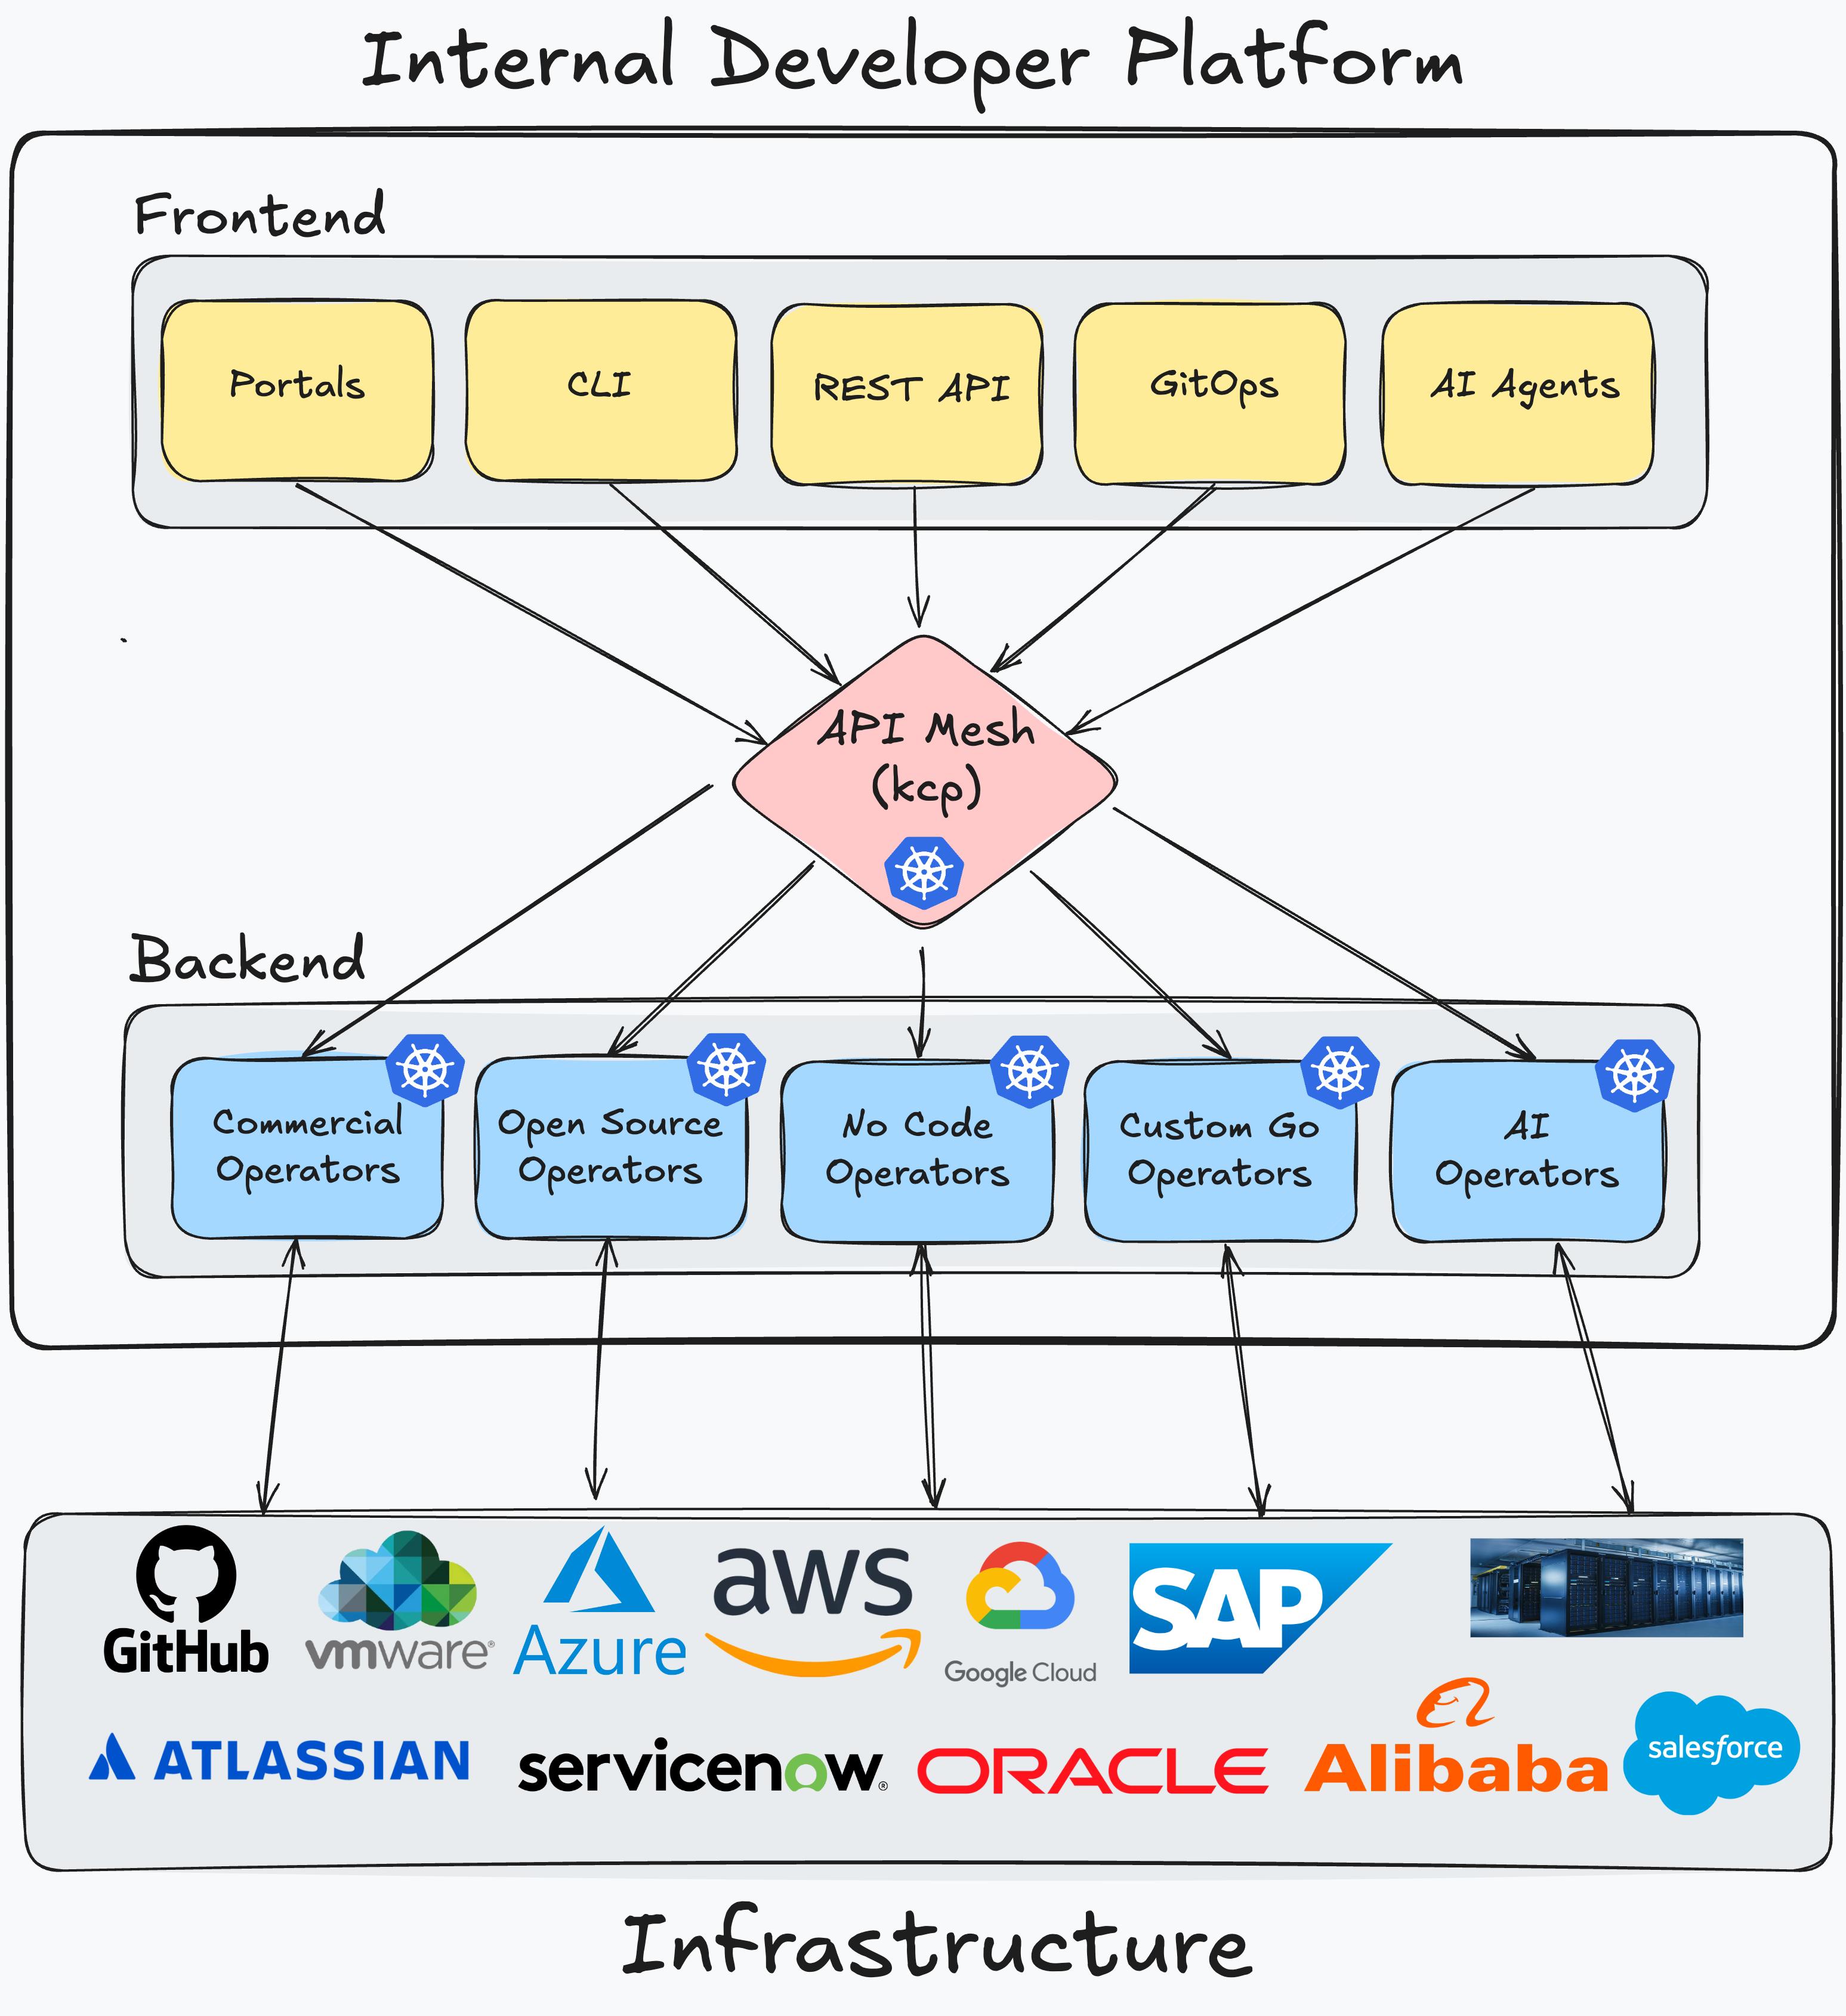 Internal Developer Platform
Frontend
Portals
CLI
REST API
GitOps
AI Agents
API Mesh
(kcp)
Backend
Commercial
Operators
Open Source
Operators
No Code
Operators
Custom Go
Operators
AI
Operators
GitHub
vmware®
Azure
aws
Google Cloud
SAP
ATLASSIAN
servicenow®
ORACLE
Alibaba
salesforce
Infrastructure